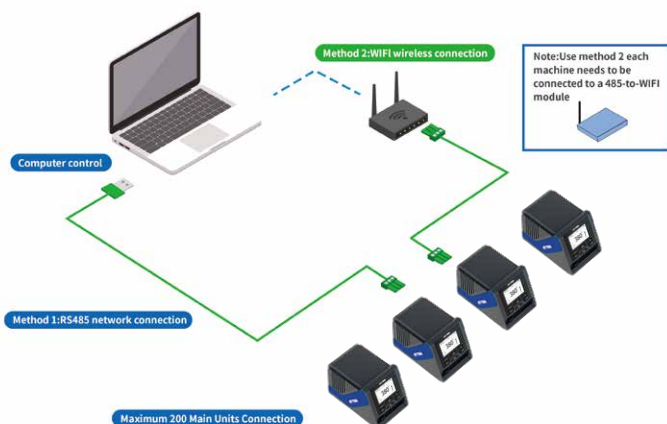 Method 2:WIFI wireless connection
Note:Use method 2 each
machine needs to be
connected to a 485-to-WIFI
module
Computer control
Method 1:RS485 network connection
Maximum 200 Main Units Connection